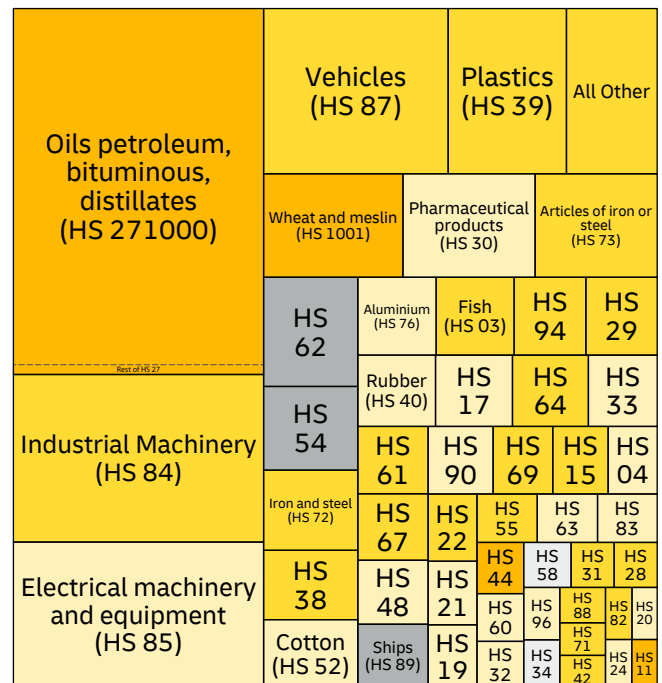 Oils petroleum,
bituminous,
distillates
(HS 271000)
Rest of HS 27
Industrial Machinery
(HS 84)
Electrical machinery
and equipment
(HS 85)
Vehicles
(HS 87)
Plastics
(HS 39)
All Other
Wheat and meslin
(HS 1001)
Pharmaceutical
products
(HS 30)
Articles of iron or
steel
(HS 73)
HS
62
HS
54
Iron and steel
(HS 72)
HS
38
Cotton
(HS 52)
Aluminium
(HS 76)
Fish
(HS 03)
HS
94
HS
29
Rubber
(HS 40)
HS
17
HS
64
HS
33
HS
61
HS
90
HS
69
HS
15
HS
04
HS
67
HS
22
HS
55
HS
63
HS
83
HS
48
HS
21
HS
44
HS
58
HS
31
HS
28
Ships
(HS 89)
HS
19
HS
60
HS
96
HS
88
HS
82
HS
20
HS
71
HS
32
HS
34
HS
42
HS
24
HS
11